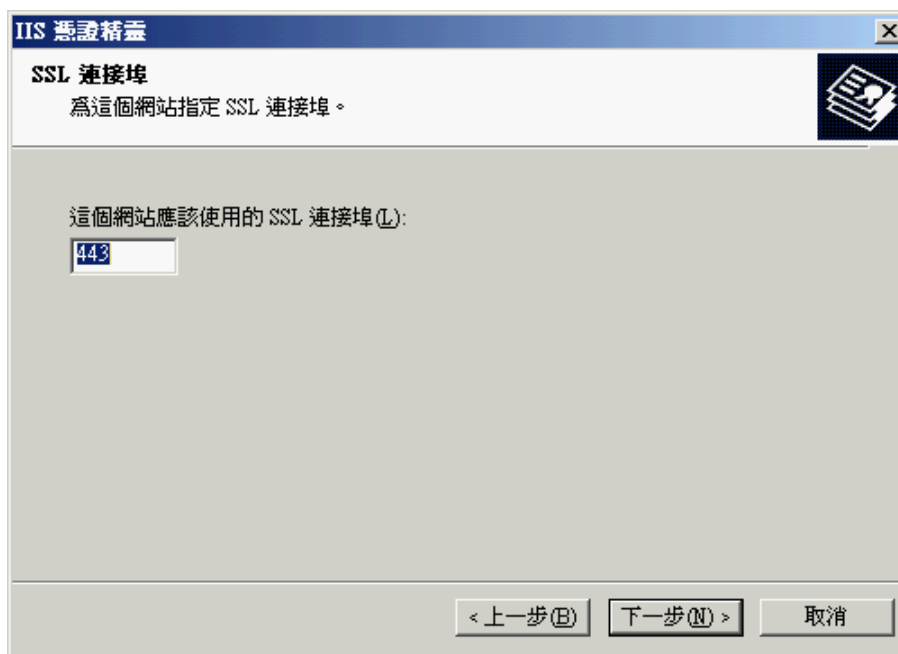 IIS 憑證精靈
SSL 連接埠
為這個網站指定 SSL 連接埠。
這個網站應該使用的 SSL 連接埠(L):
443
< 上一步(B)
下一步(N) >
取消